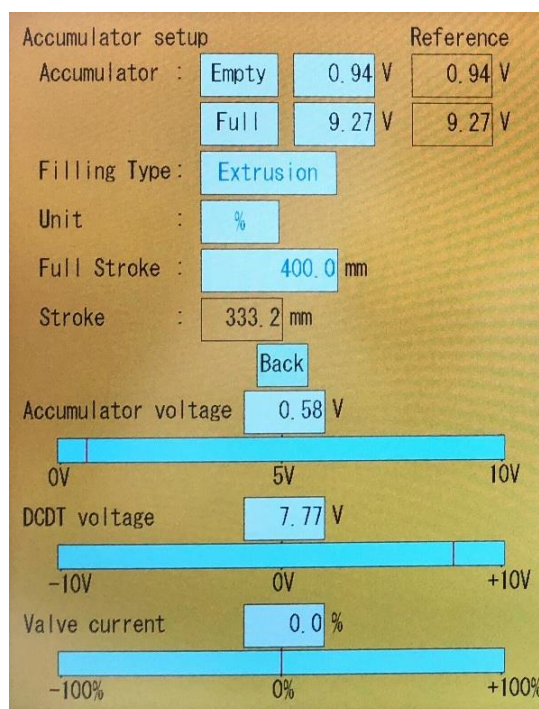 Accumulator setup Reference
Accumulator : Empty 0.94 V 0.94 V
Full 9.27 V 9.27 V
Filling Type : Extrusion
Unit : %
Full Stroke : 400.0 mm
Stroke : 333.2 mm
Back
Accumulator voltage 0.58 V
0V 5V 10V
DCDT voltage 7.77 V
-10V 0V +10V
Valve current 0.0 %
-100% 0% +100%